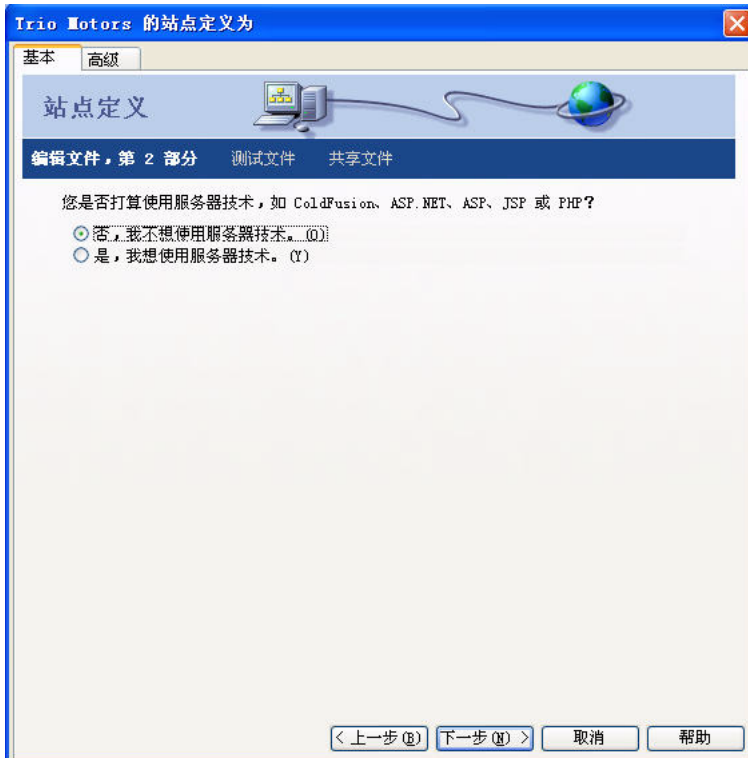 Trio Motors 的站点定义为
基本 高级
站点定义
编辑文件，第 2 部分 测试文件 共享文件
您是否打算使用服务器技术，如 ColdFusion、ASP.NET、ASP、JSP 或 PHP？
否，我不想使用服务器技术。(O)
是，我想使用服务器技术。(Y)
< 上一步(B) 下一步(N) > 取消 帮助